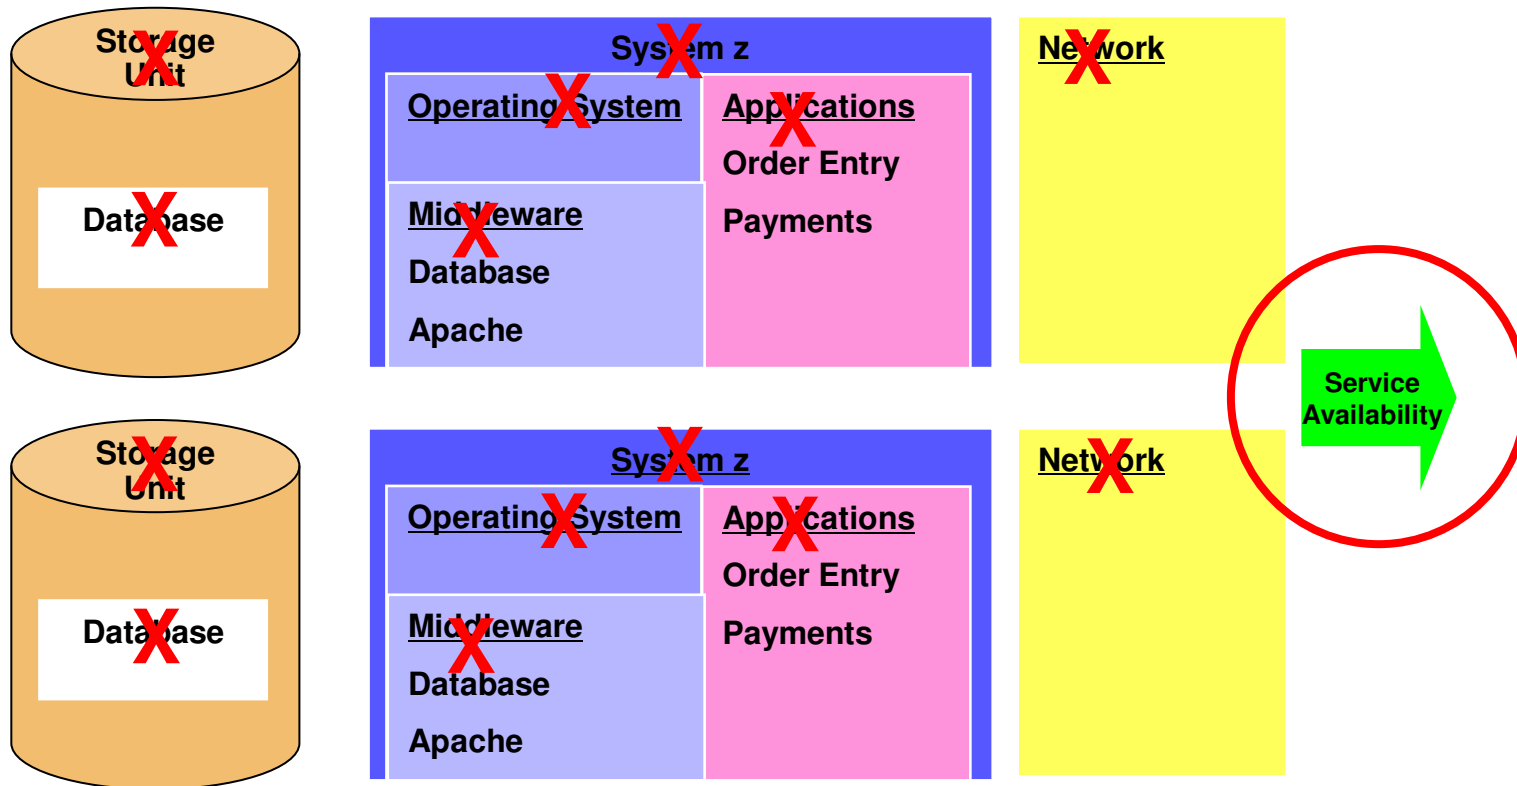 Storage
Unit
Database
System z
Operating System
Middleware
Database
Apache
Applications
Order Entry
Payments
Network
Service
Availability
Storage
Unit
Database
System z
Operating System
Middleware
Database
Apache
Applications
Order Entry
Payments
Network
X
X
X
X
X
X
X
X
X
X
X
X
X
X